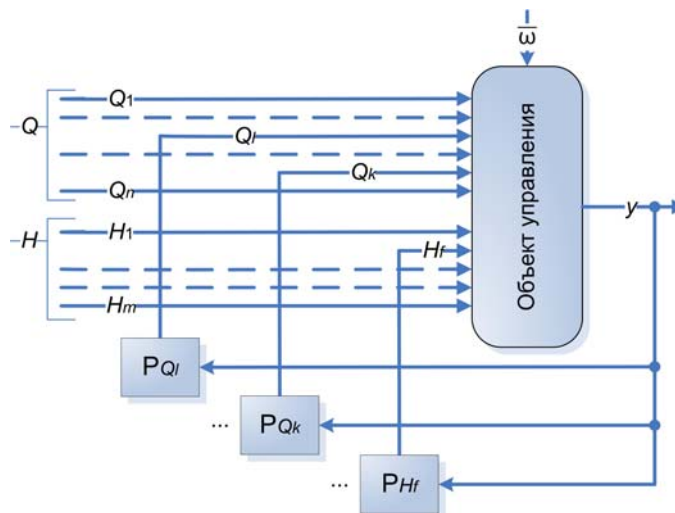 ω̅
Q
Q1
Ql
Qk
Qn
H
H1
Hf
Hm
Объект управления
y
PQl
... PQk
... PHf